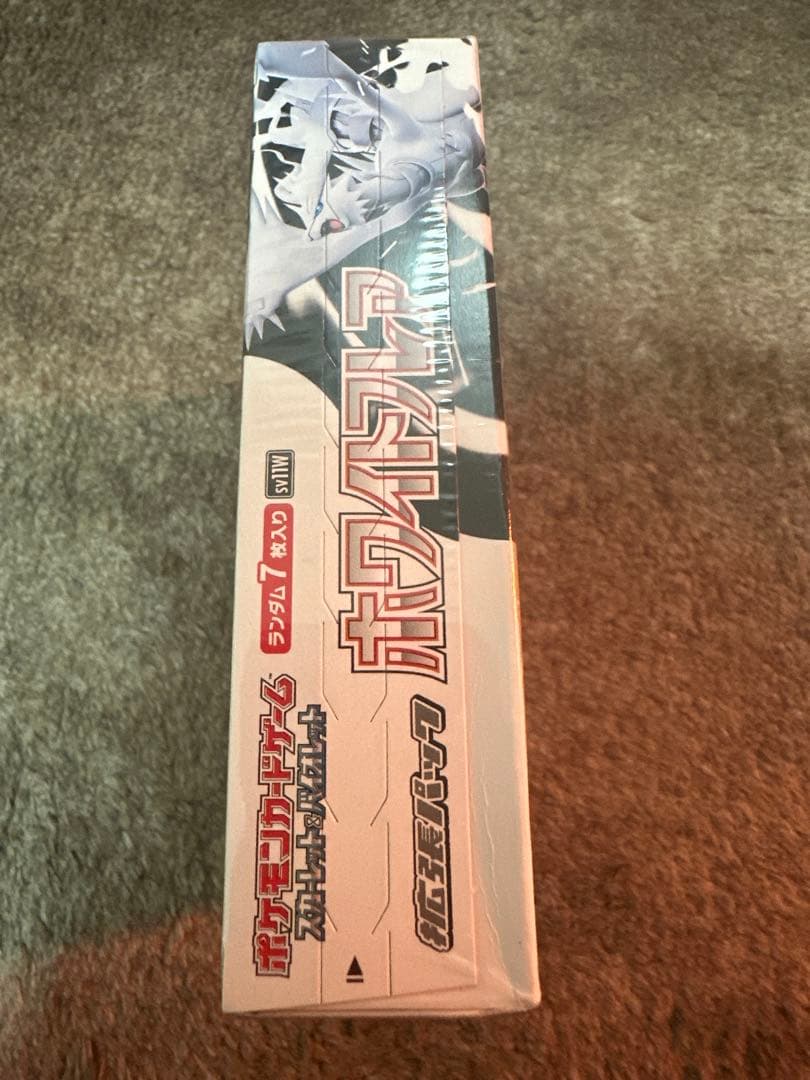 ポケモンカードゲーム™
スカーレット&バイオレット
ランダム7枚入り
SV11W
拡張パック
ホワイトフレア